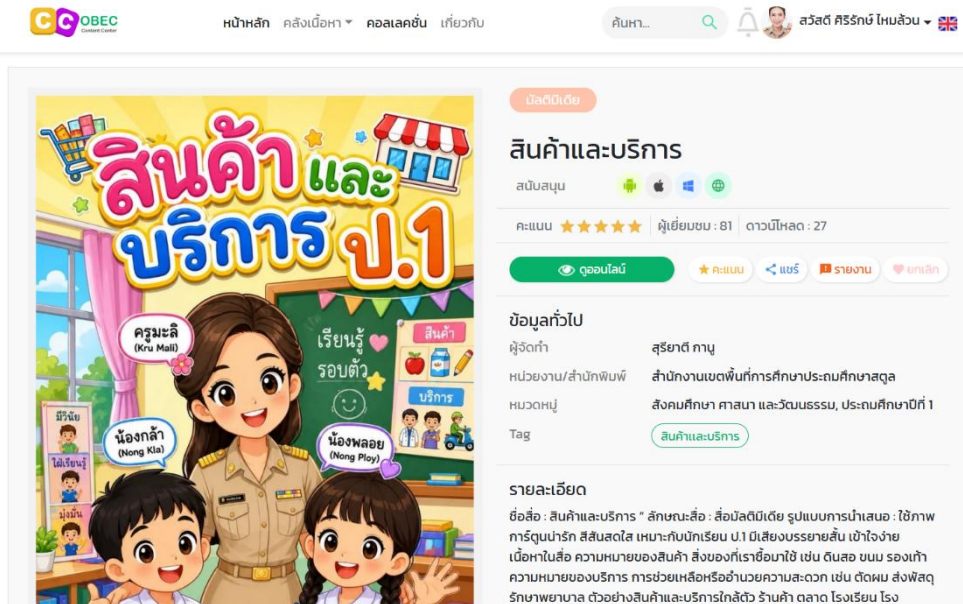 CC OBEC
Content Center
หน้าหลัก คลังเนื้อหา คอลเลคชั่น เกี่ยวกับ
ค้นหา...
สวัสดี ศิริรักษ์ ไหมล้วน
สินค้าและ
บริการ ป.1
ครูมะลิ
(Kru Mali)
เรียนรู้
รอบตัว
สินค้า
บริการ
มีวินัย
ใฝ่เรียนรู้
มุ่งมั่น
น้องกล้า
(Nong Kla)
น้องพลอย
(Nong Ploy)
มัลติมีเดีย
สินค้าและบริการ
สนับสนุน
คะแนน ผู้เยี่ยมชม : 81 ดาวน์โหลด : 27
ดูออนไลน์ คะแนน แชร์ รายงาน ยกเลิก
ข้อมูลทั่วไป
ผู้จัดทำ สุรียาตี กานู
หน่วยงาน/สำนักพิมพ์ สำนักงานเขตพื้นที่การศึกษาประถมศึกษาสตูล
หมวดหมู่ สังคมศึกษา ศาสนา และวัฒนธรรม, ประถมศึกษาปีที่ 1
Tag สินค้าและบริการ
รายละเอียด
ชื่อสื่อ : สินค้าและบริการ " ลักษณะสื่อ : สื่อมัลติมีเดีย รูปแบบการนำเสนอ : ใช้ภาพ
การ์ตูนน่ารัก สีสันสดใส เหมาะกับนักเรียน ป.1 มีเสียงบรรยายสั้น เข้าใจง่าย
เนื้อหาในสื่อ ความหมายของสินค้า สิ่งของที่เราซื้อมาใช้ เช่น ดินสอ ขนม รองเท้า
ความหมายของบริการ การช่วยเหลือหรืออำนวยความสะดวก เช่น ตัดผม ส่งพัสดุ
รักษาพยาบาล ตัวอย่างสินค้าและบริการใกล้ตัว ร้านค้า ตลาด โรงเรียน โรง